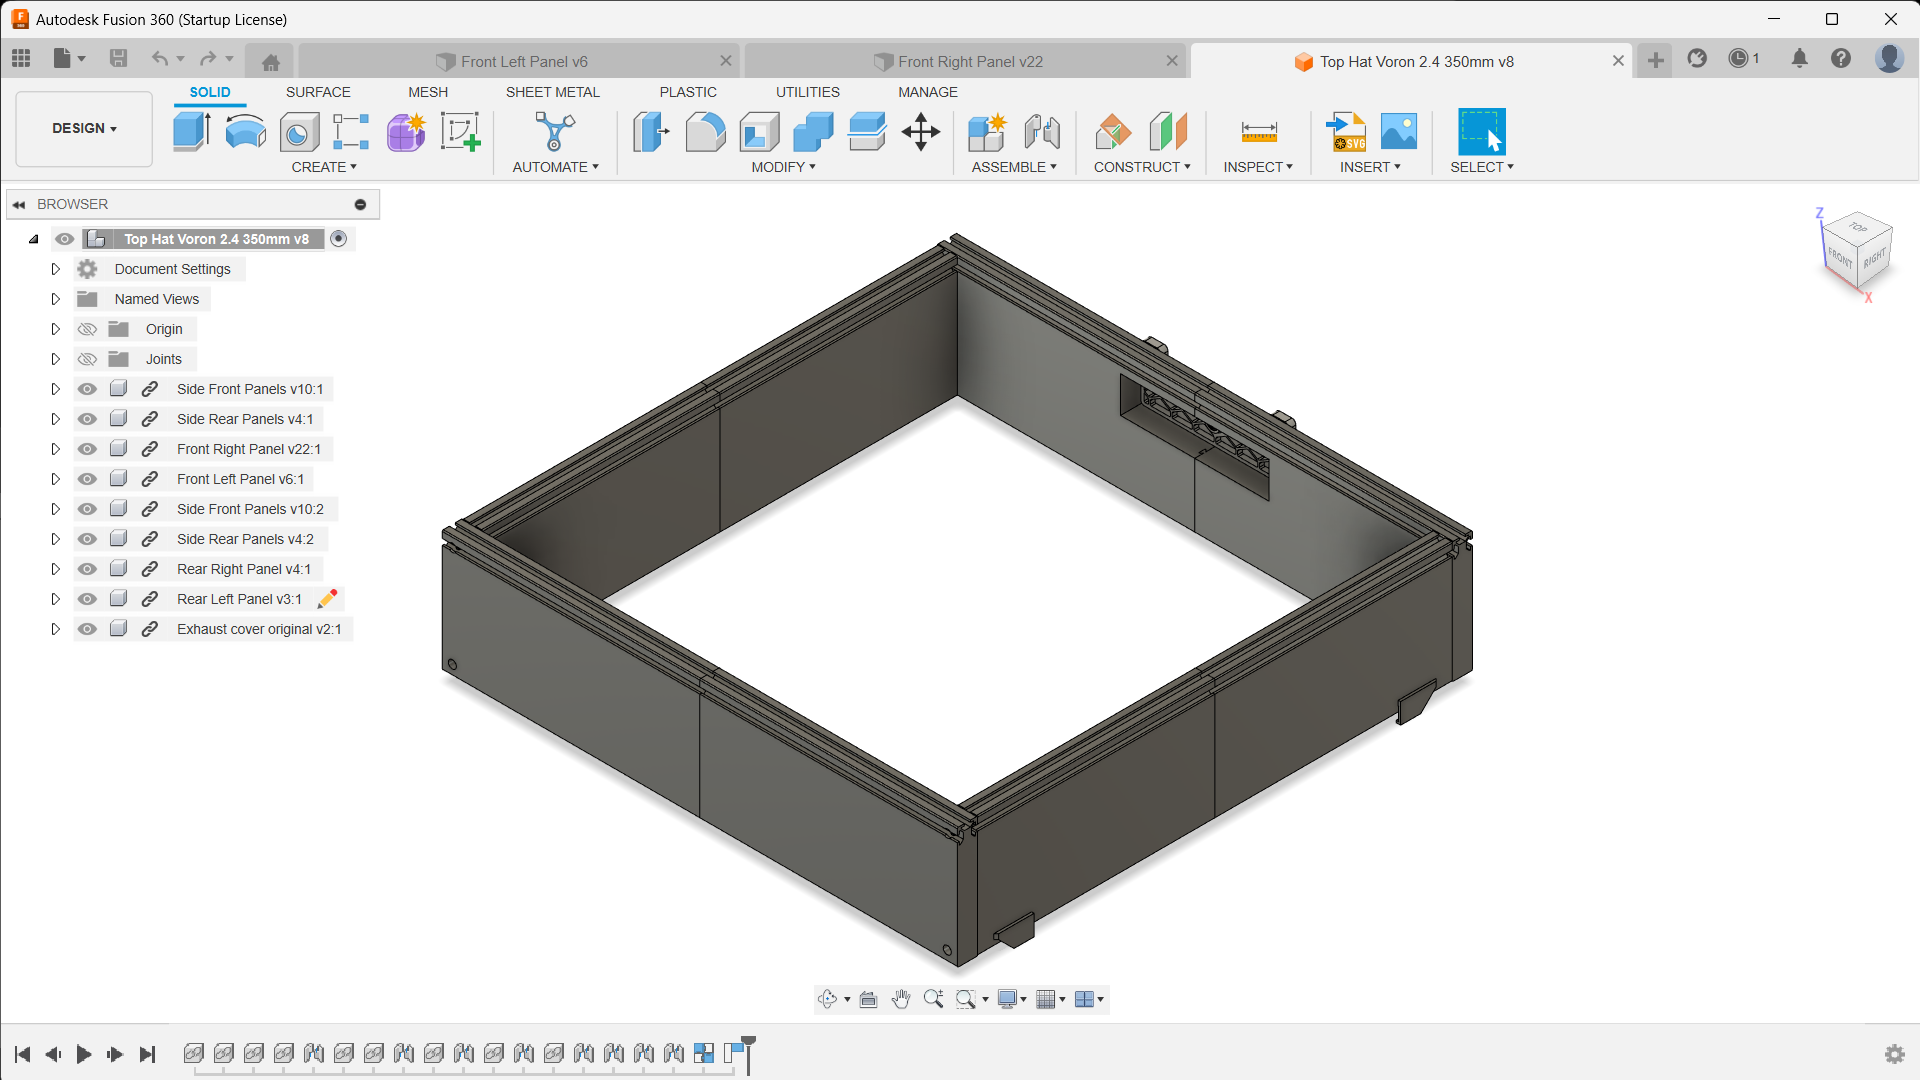 Autodesk Fusion 360 (Startup License)
Front Left Panel v6
Front Right Panel v22
Top Hat Voron 2.4 350mm v8
1
SOLID
SURFACE
MESH
SHEET METAL
PLASTIC
UTILITIES
MANAGE
DESIGN
SVG
CREATE
AUTOMATE
MODIFY
ASSEMBLE
CONSTRUCT
INSPECT
INSERT
SELECT
BROWSER
Top Hat Voron 2.4 350mm v8
Document Settings
Named Views
Origin
Joints
Side Front Panels v10:1
Side Rear Panels v4:1
Front Right Panel v22:1
Front Left Panel v6:1
Side Front Panels v10:2
Side Rear Panels v4:2
Rear Right Panel v4:1
Rear Left Panel v3:1
Exhaust cover original v2:1
Z
TOP
FRONT
RIGHT
X